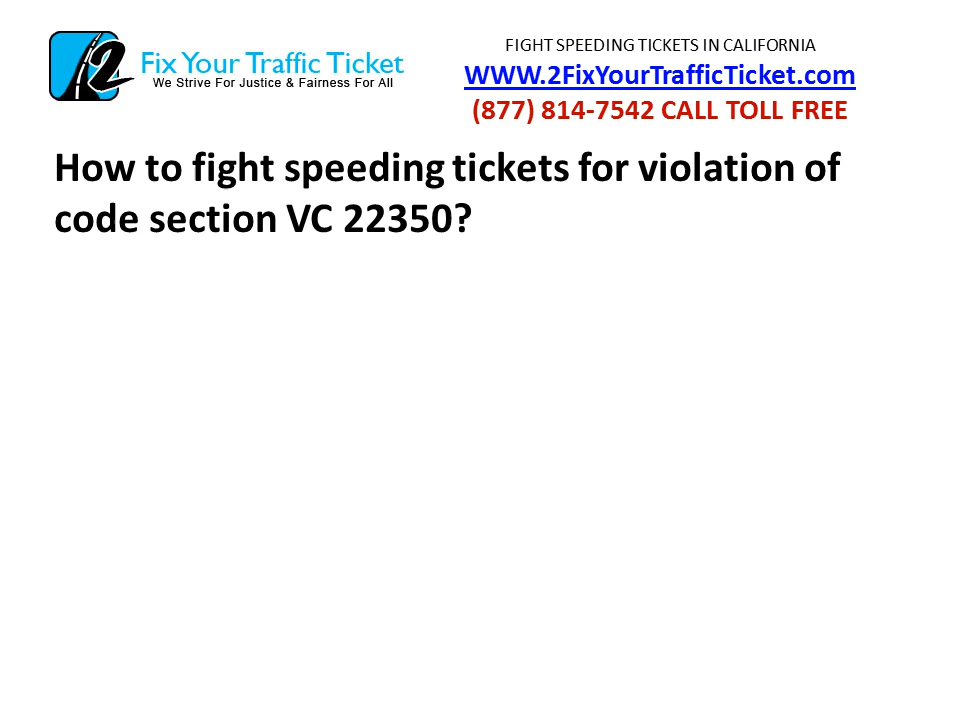 Fix Your Traffic Ticket
We Strive For Justice & Fairness For All
FIGHT SPEEDING TICKETS IN CALIFORNIA
WWW.2FixYourTrafficTicket.com
(877) 814-7542 CALL TOLL FREE
How to fight speeding tickets for violation of
code section VC 22350?